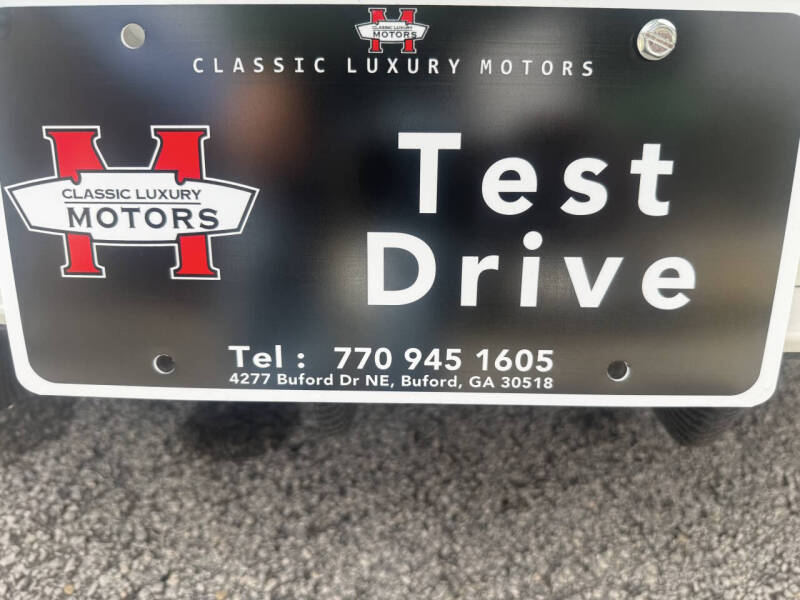 CLASSIC LUXURY
MOTORS
CLASSIC LUXURY MOTORS
CLASSIC LUXURY
MOTORS
Test
Drive
Tel : 770 945 1605
4277 Buford Dr NE, Buford, GA 30518